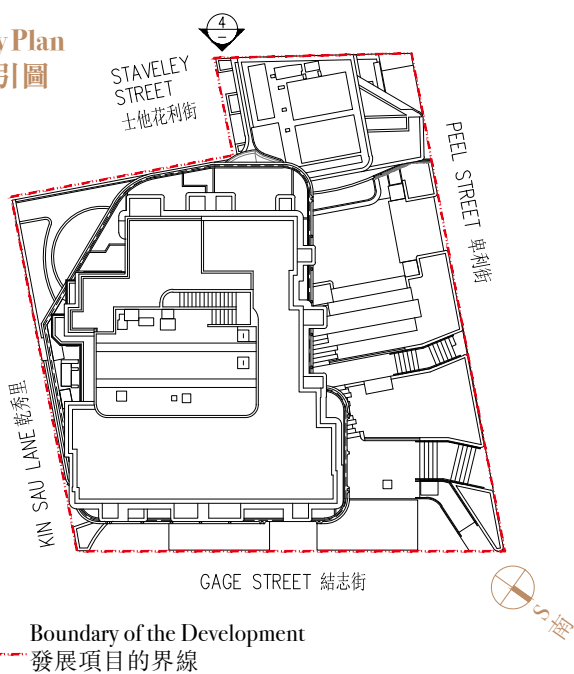 y Plan
引圖
4
STAVELEY
STREET
士他花利街
PEEL STREET 卑利街
KIN SAU LANE 乾秀里
GAGE STREET 結志街
S 南
Boundary of the Development
發展項目的界線